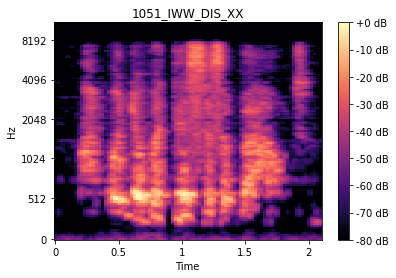 1051_IWW_DIS_XX
+0 dB
8192
-10 dB
4096
-20 dB
-30 dB
2048
Hz
-40 dB
1024
-50 dB
512
-60 dB
-70 dB
0
-80 dB
0
0.5
1
1.5
2
Time